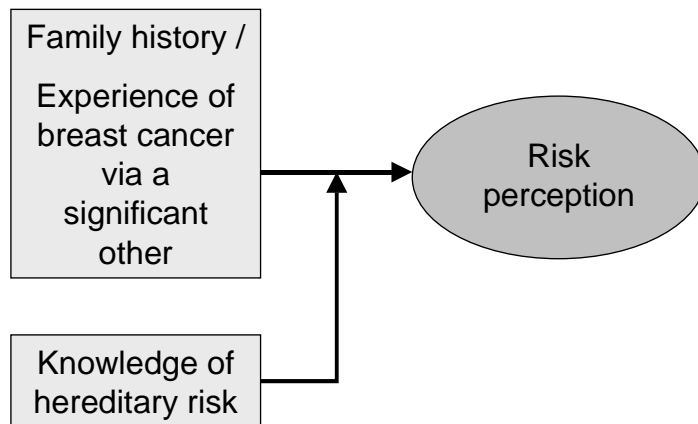 Family history /
Experience of
breast cancer
via a
significant
other
Risk
perception
Knowledge of
hereditary risk